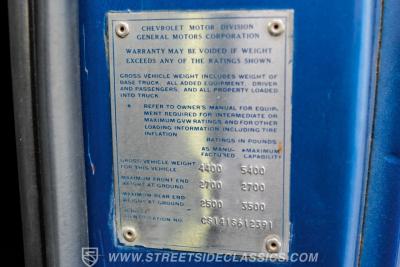 CHEVROLET MOTOR DIVISION
GENERAL MOTORS CORPORATION
WARRANTY MAY BE VOIDED IF WEIGHT
EXCEEDS ANY OF THE RATINGS SHOWN.
GROSS VEHICLE WEIGHT INCLUDES WEIGHT OF
BASE TRUCK, ALL ADDED EQUIPMENT, DRIVER
AND PASSENGERS, AND ALL PROPERTY LOADED
INTO TRUCK.
* REFER TO OWNER'S MANUAL FOR EQUIP-
MENT REQUIRED FOR INTERMEDIATE OR
MAXIMUM GVW RATINGS AND FOR OTHER
LOADING INFORMATION INCLUDING TIRE
INFLATION
RATINGS IN POUNDS
AS MANU- *MAXIMUM
FACTURED CAPABILITY
GROSS VEHICLE WEIGHT
FOR THIS VEHICLE 4400 5400
MAXIMUM FRONT END
WEIGHT AT GROUND 2700 2700
MAXIMUM REAR END
WEIGHT AT GROUND 2500 3500
VEHICLE
IDENTIFICATION NO.
WWW.STREETSIDECLASSICS.COM